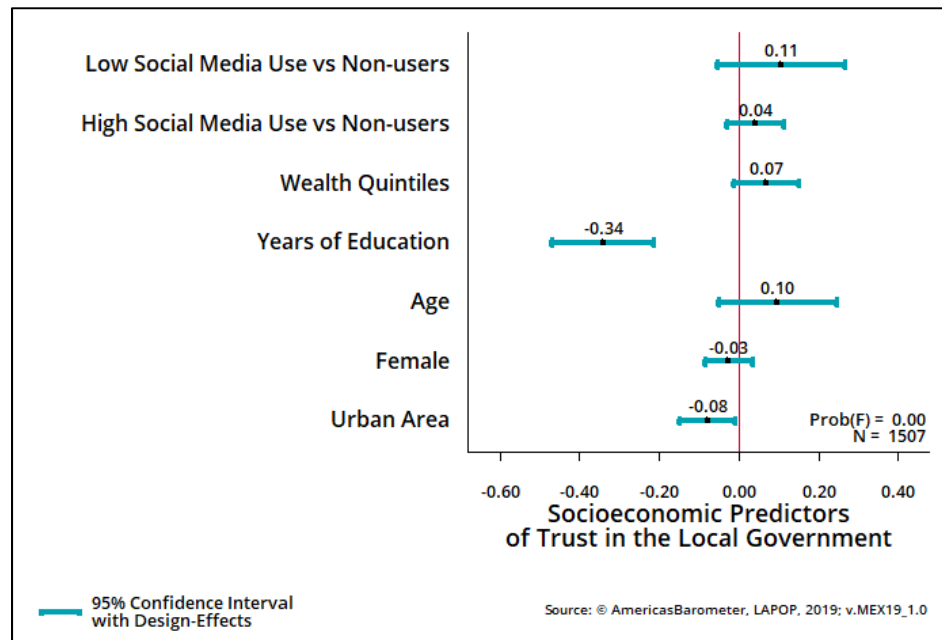 Low Social Media Use vs Non-users
0.11
High Social Media Use vs Non-users
0.04
Wealth Quintiles
0.07
Years of Education
-0.34
Age
0.10
Female
-0.03
Urban Area
-0.08
Prob(F) = 0.00
N = 1507
-0.60 -0.40 -0.20 0.00 0.20 0.40
Socioeconomic Predictors
of Trust in the Local Government
95% Confidence Interval
with Design-Effects
Source: © AmericasBarometer, LAPOP, 2019; v.MEX19_1.0